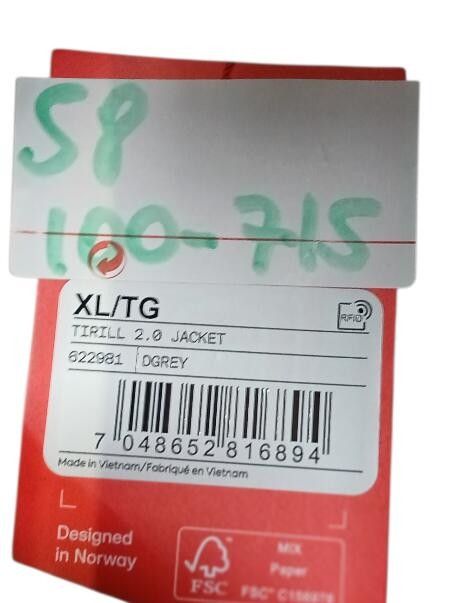 S8
100-715
XL/TG
RFID
TIRILL 2.0 JACKET
622981 DGREY
7 048652 816894
Made in Vietnam/Fabriqué en Vietnam
Designed
in Norway
FSC
MIX
Paper